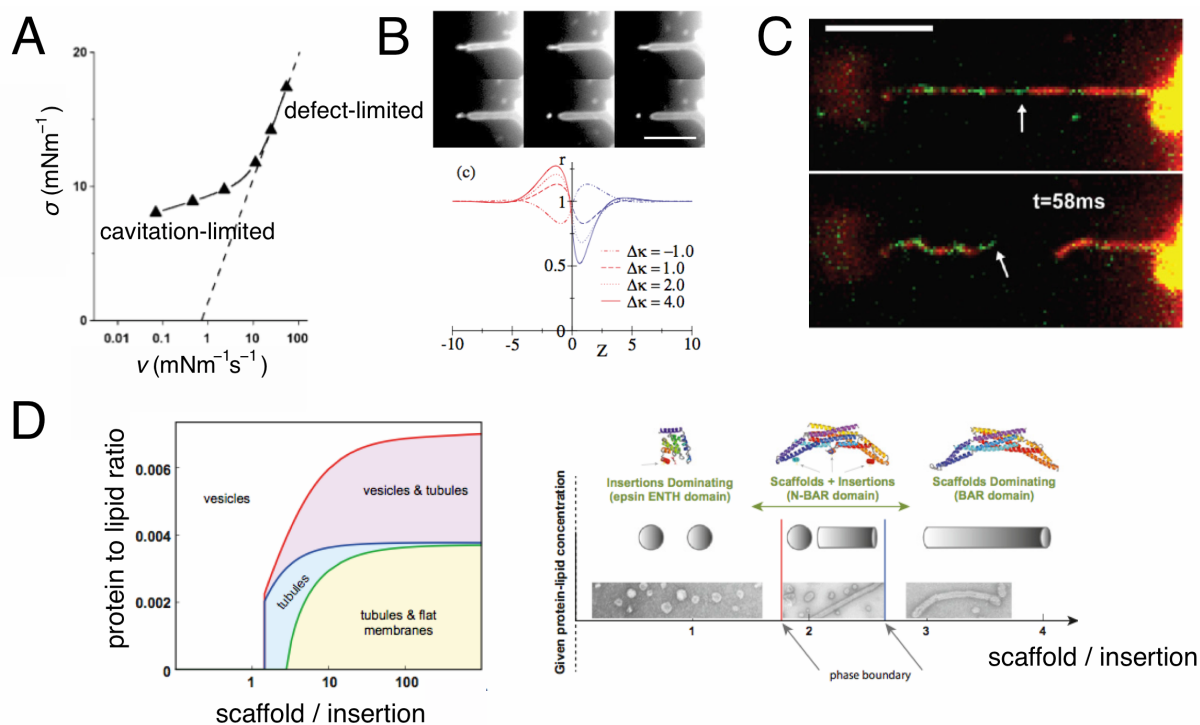 A
20
10
0
σ (mNm⁻¹)
defect-limited
cavitation-limited
0.01
0.1
1
10
100
v (mNm⁻¹s⁻¹)
B
(c)
r
1
0.5
0
Δκ = −1.0
Δκ = 1.0
Δκ = 2.0
Δκ = 4.0
-10
-5
0
5
10
Z
C
t=58ms
D
protein to lipid ratio
0.006
0.004
0.002
0
vesicles
vesicles & tubules
tubules
tubules & flat
membranes
1
10
100
scaffold / insertion
Given protein-lipid concentration
Insertions Dominating
(epsin ENTH domain)
Scaffolds + Insertions
(N-BAR domain)
Scaffolds Dominating
(BAR domain)
1
2
3
4
scaffold / insertion
phase boundary